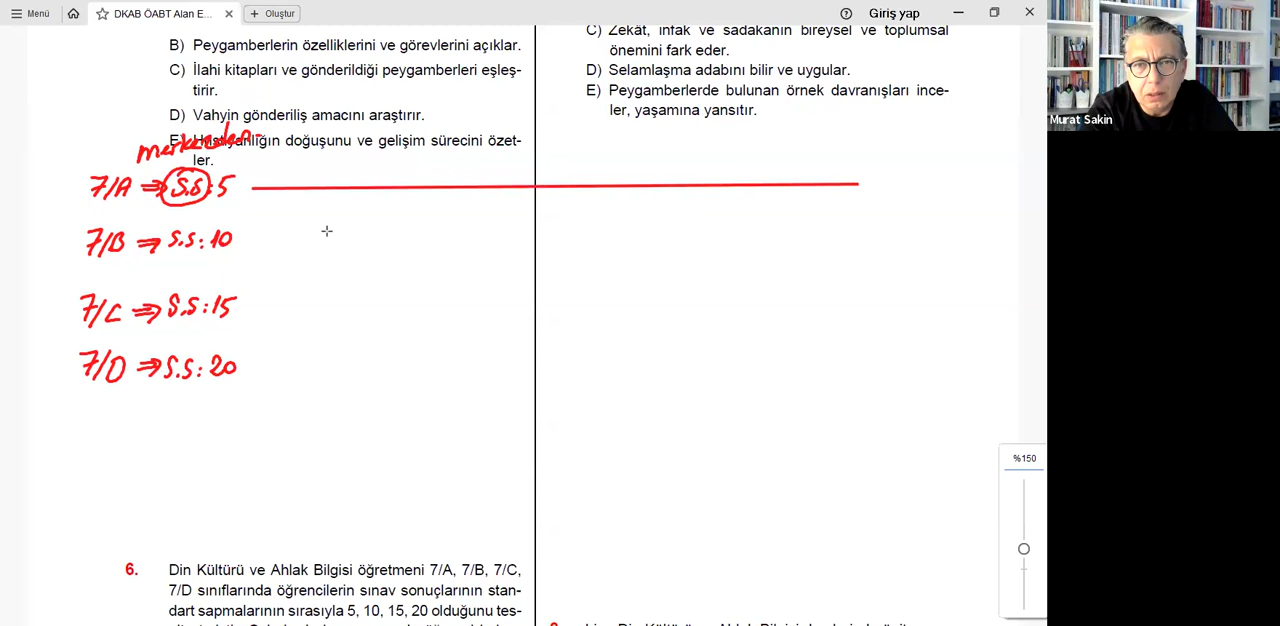 Menü
DKAB ÖABT Alan E...
Oluştur
Giriş yap
B) Peygamberlerin özelliklerini ve görevlerini açıklar.
C) İlahi kitapları ve gönderildiği peygamberleri eşleş-
tirir.
D) Vahyin gönderiliş amacını araştırır.
E) Hristiyanlığın doğuşunu ve gelişim sürecini özet-
ler.
merkezden
7/A ⇒ S.S: 5
7/B ⇒ S.S: 10
7/C ⇒ S.S: 15
7/D ⇒ S.S: 20
6. Din Kültürü ve Ahlak Bilgisi öğretmeni 7/A, 7/B, 7/C,
7/D sınıflarında öğrencilerin sınav sonuçlarının stan-
dart sapmalarının sırasıyla 5, 10, 15, 20 olduğunu tes-
C) Zekât, infak ve sadakanın bireysel ve toplumsal
önemini fark eder.
D) Selamlaşma adabını bilir ve uygular.
E) Peygamberlerde bulunan örnek davranışları ince-
ler, yaşamına yansıtır.
Murat Sakin
%150